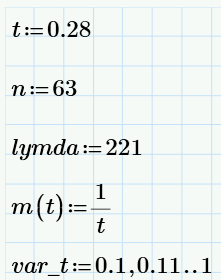 t:=0.28
n:=63
lymda:=221
m(t):=1/t
var_t:=0.1,0.11..1